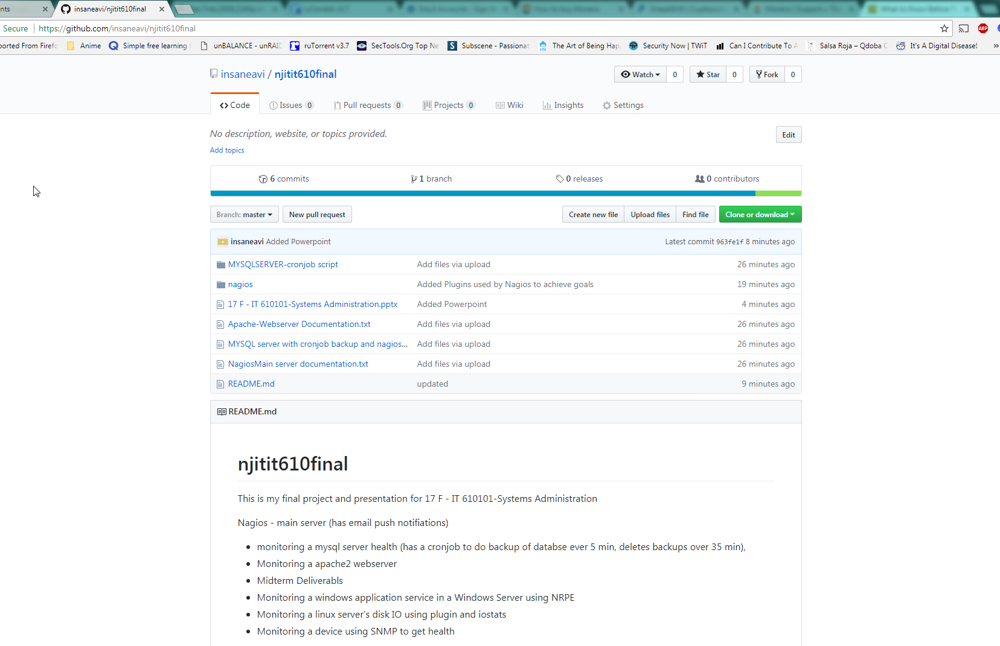 nts
insaneavi/njitit610final
Secure
https://github.com/insaneavi/njitit610final
ported From Firefo
Anime
Simple free learning t
unBALANCE - unRAID
ruTorrent v3.7
SecTools.Org Top Ne
Subscene - Passionat
The Art of Being Hap
Security Now | TWiT
Can I Contribute To A
Salsa Roja – Qdoba C
It's A Digital Disease!
»
ABP
insaneavi / njitit610final
Watch 0
Star 0
Fork 0
Code
Issues 0
Pull requests 0
Projects 0
Wiki
Insights
Settings
No description, website, or topics provided.
Edit
Add topics
6 commits
1 branch
0 releases
0 contributors
Branch: master
New pull request
Create new file
Upload files
Find file
Clone or download
insaneavi Added Powerpoint
Latest commit 963fe1f 8 minutes ago
MYSQLSERVER-cronjob script Add files via upload 26 minutes ago
nagios Added Plugins used by Nagios to achieve goals 19 minutes ago
17 F - IT 610101-Systems Administration.pptx Added Powerpoint 4 minutes ago
Apache-Webserver Documentation.txt Add files via upload 26 minutes ago
MYSQL server with cronjob backup and nagios... Add files via upload 26 minutes ago
NagiosMain server documentation.txt Add files via upload 26 minutes ago
README.md updated 9 minutes ago
README.md
njitit610final
This is my final project and presentation for 17 F - IT 610101-Systems Administration
Nagios - main server (has email push notifiations)
• monitoring a mysql server health (has a cronjob to do backup of databse ever 5 min, deletes backups over 35 min),
• Monitoring a apache2 webserver
• Midterm Deliverabls
• Monitoring a windows application service in a Windows Server using NRPE
• Monitoring a linux server's disk IO using plugin and iostats
• Monitoring a device using SNMP to get health